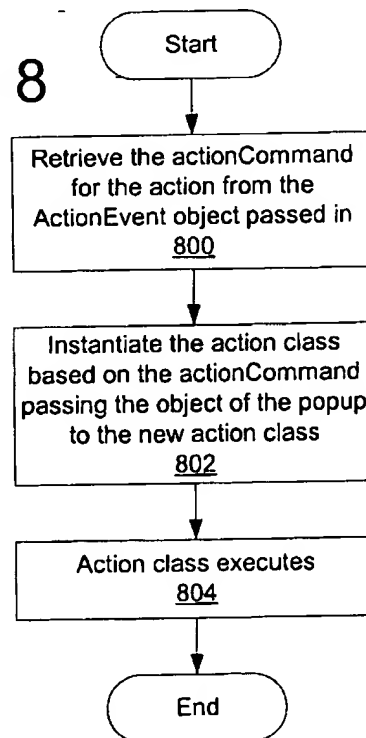 8
Start
Retrieve the actionCommand
for the action from the
ActionEvent object passed in
800
Instantiate the action class
based on the actionCommand
passing the object of the popup
to the new action class
802
Action class executes
804
End